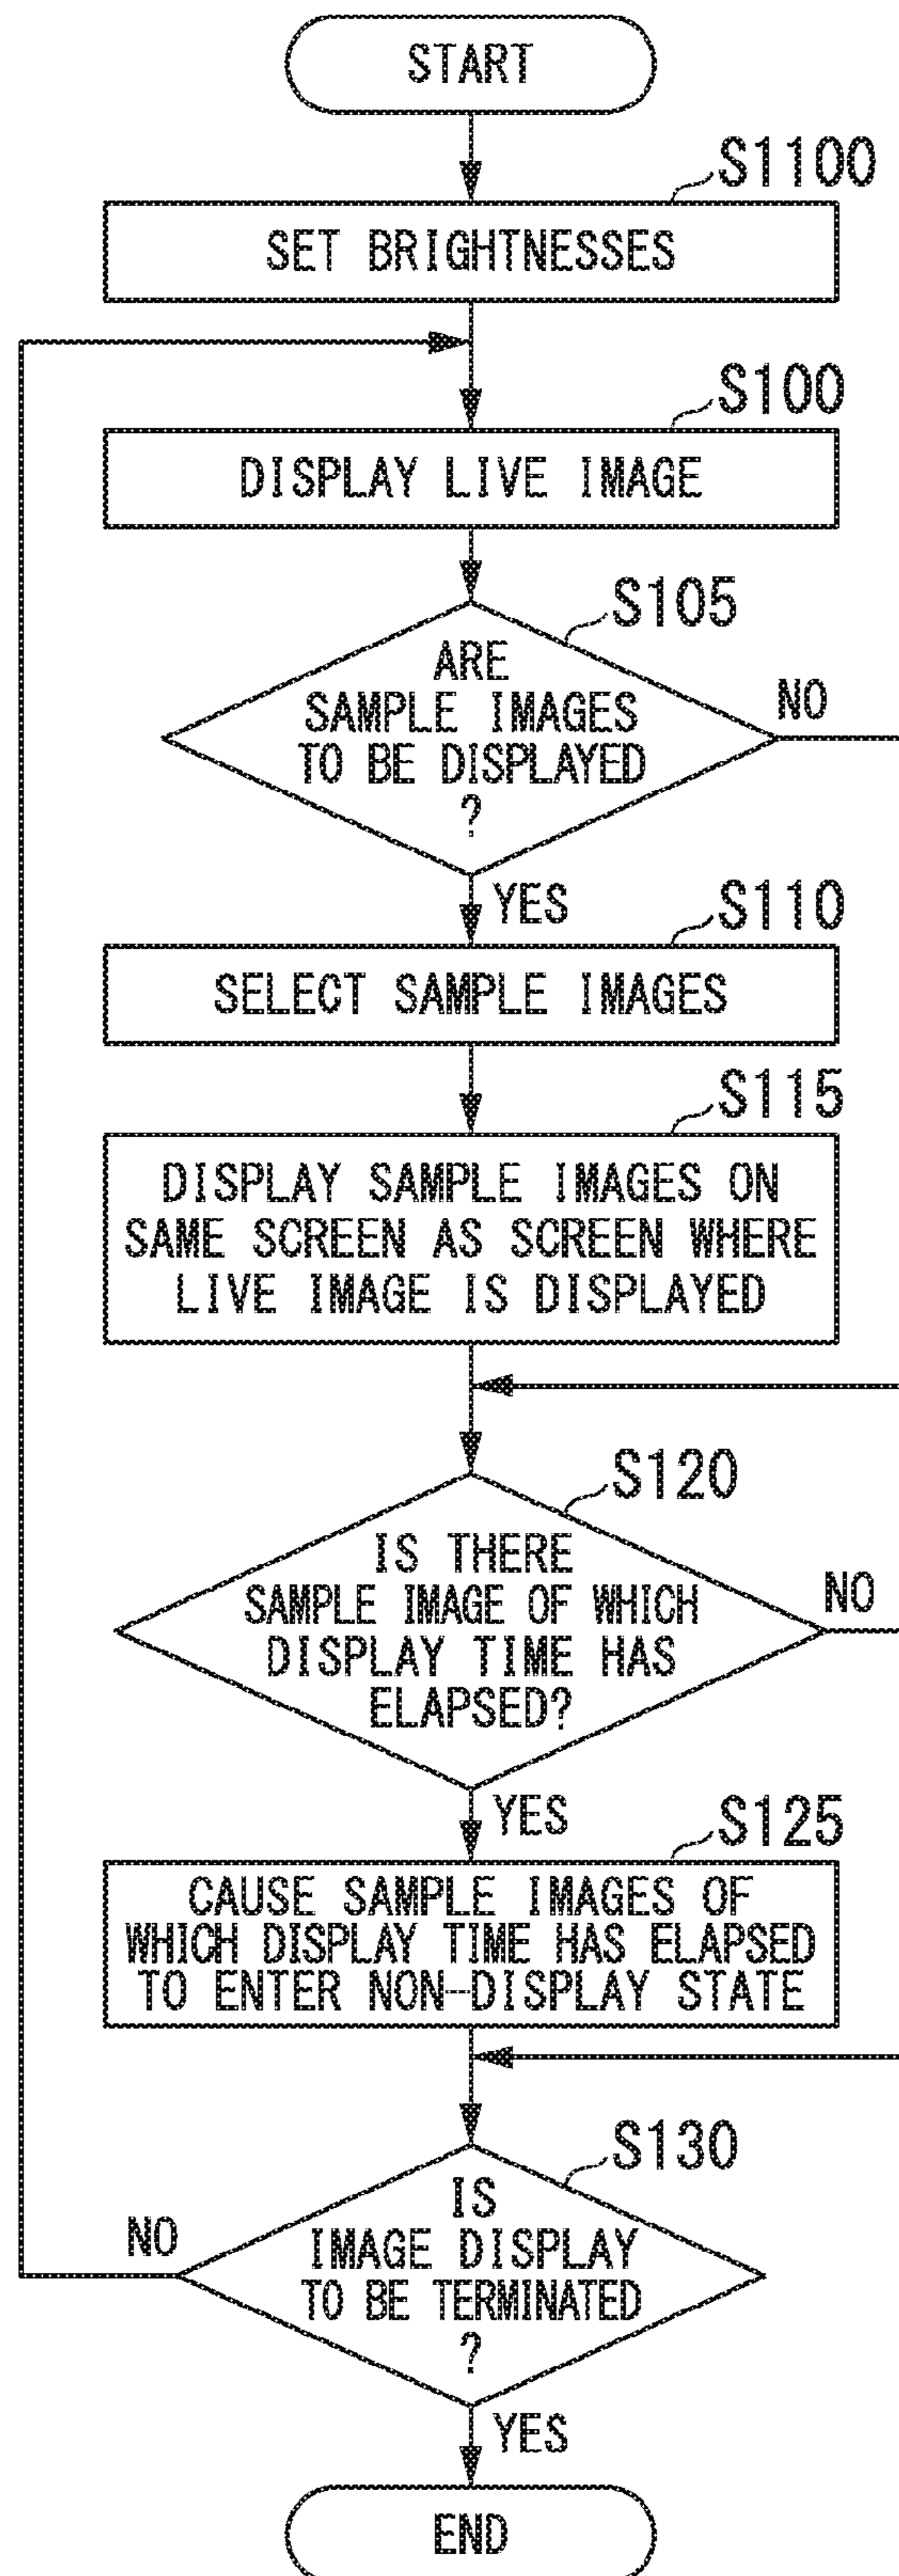 START
S1100
SET BRIGHTNESSES
S100
DISPLAY LIVE IMAGE
S105
ARE
SAMPLE IMAGES
TO BE DISPLAYED
?
NO
YES
S110
SELECT SAMPLE IMAGES
S115
DISPLAY SAMPLE IMAGES ON
SAME SCREEN AS SCREEN WHERE
LIVE IMAGE IS DISPLAYED
S120
IS THERE
SAMPLE IMAGE OF WHICH
DISPLAY TIME HAS
ELAPSED?
NO
YES
S125
CAUSE SAMPLE IMAGES OF
WHICH DISPLAY TIME HAS ELAPSED
TO ENTER NON-DISPLAY STATE
S130
IS
IMAGE DISPLAY
TO BE TERMINATED
?
NO
YES
END